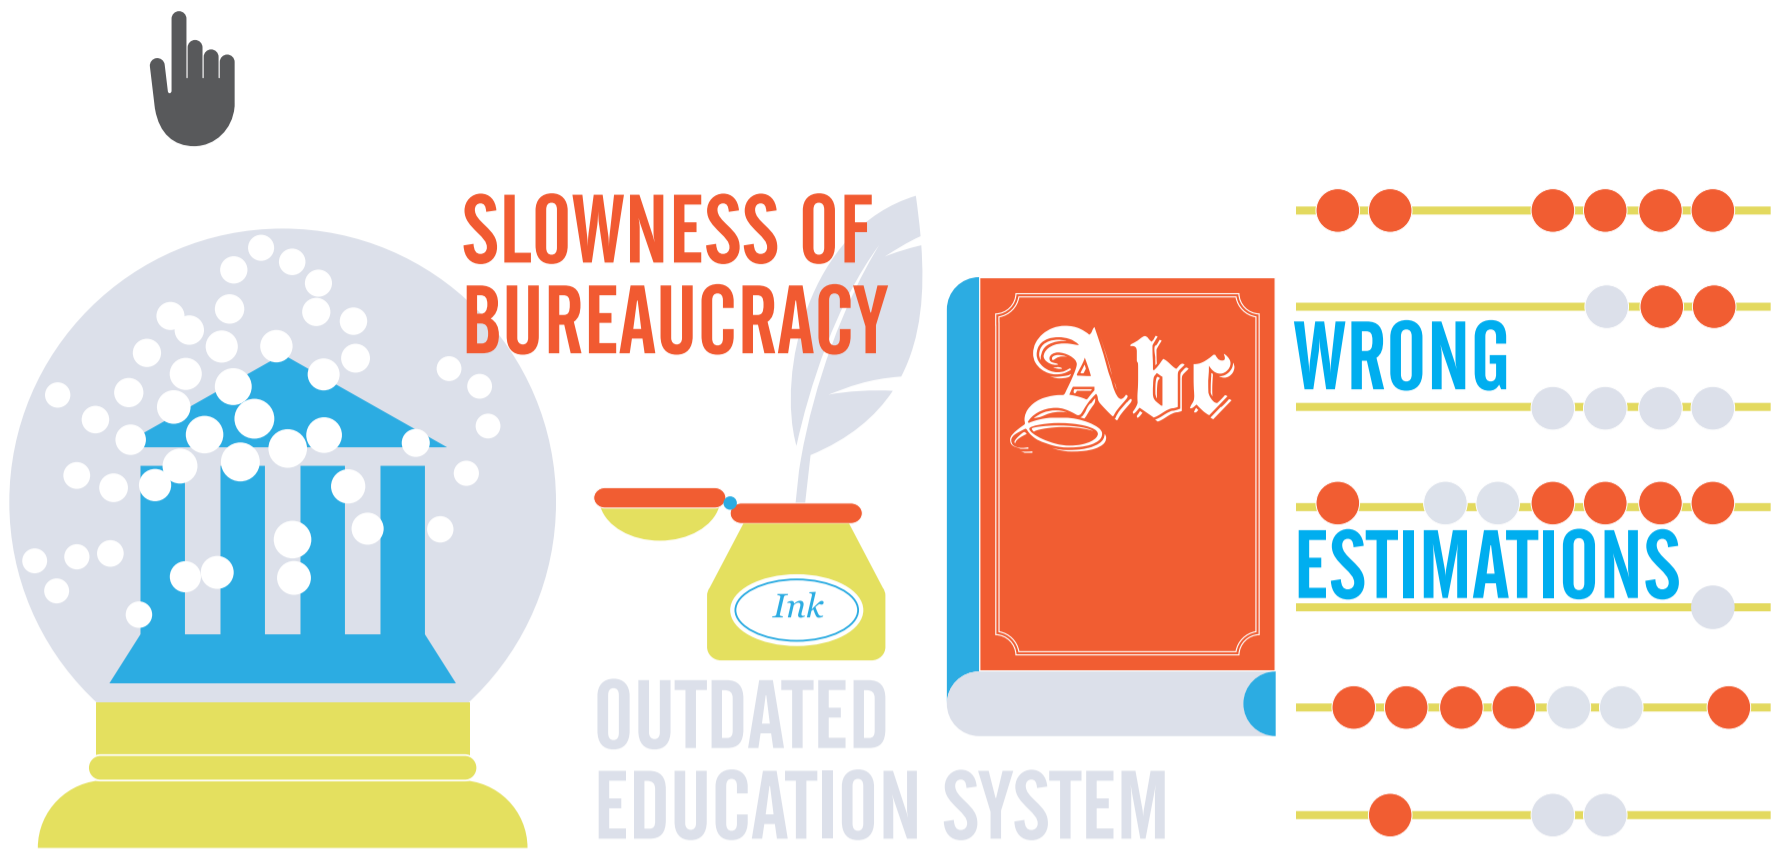 SLOWNESS OF
BUREAUCRACY
Ink
OUTDATED
EDUCATION SYSTEM
Abc
WRONG
ESTIMATIONS